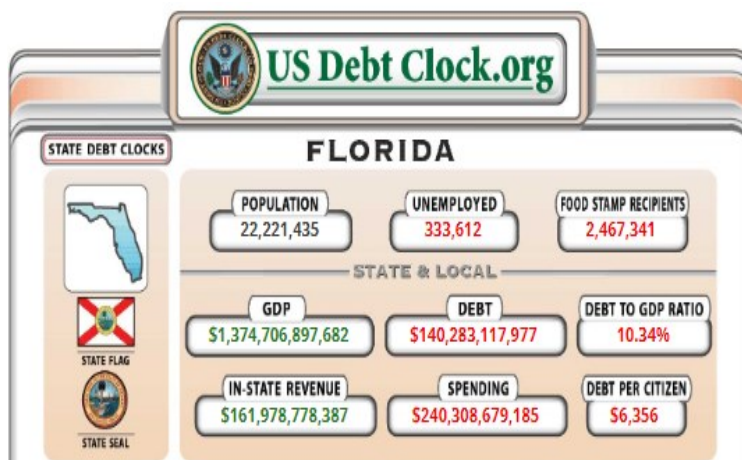 US Debt Clock.org
STATE DEBT CLOCKS
FLORIDA
POPULATION UNEMPLOYED FOOD STAMP RECIPIENTS
22,221,435 333,612 2,467,341
STATE & LOCAL
GDP DEBT DEBT TO GDP RATIO
$1,374,706,897,682 $140,283,117,977 10.34%
STATE FLAG
IN-STATE REVENUE SPENDING DEBT PER CITIZEN
$161,978,778,387 $240,308,679,185 $6,356
STATE SEAL